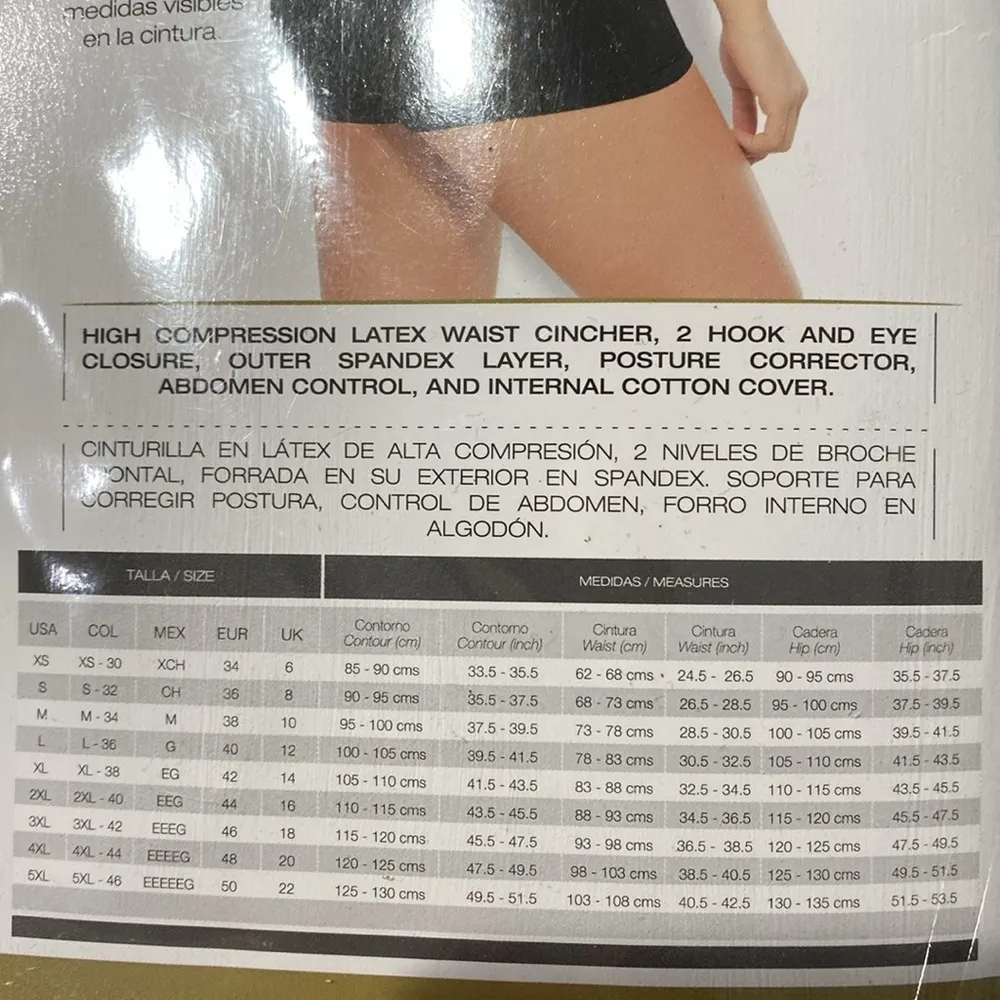 medidas visibles
en la cintura.
HIGH COMPRESSION LATEX WAIST CINCHER, 2 HOOK AND EYE
CLOSURE, OUTER SPANDEX LAYER, POSTURE CORRECTOR,
ABDOMEN CONTROL, AND INTERNAL COTTON COVER.
CINTURILLA EN LÁTEX DE ALTA COMPRESIÓN, 2 NIVELES DE BROCHE
FORRADA EN SU EXTERIOR EN SPANDEX. SOPORTE PARA
CORREGIR POSTURA, CONTROL DE ABDOMEN, FORRO INTERNO EN
ALGODÓN.
TALLA / SIZE MEDIDAS / MEASURES
USA COL MEX EUR UK Contorno Contour (cm) Contorno Contour (inch) Cintura Waist (cm) Cintura Waist (inch) Cadera Hip (cm) Cadera Hip (inch)
XS XS - 30 XCH 34 6 85 - 90 cms 33.5 - 35.5 62 - 68 cms 24.5 - 26.5 90 - 95 cms 35.5 - 37.5
S S - 32 CH 36 8 90 - 95 cms 35.5 - 37.5 68 - 73 cms 26,5 - 28.5 95 - 100 cms 37.5 - 39.5
M M - 34 M 38 10 95 - 100 cms 37.5 - 39.5 73 - 78 cms 28.5 - 30.5 100 - 105 cms 39.5 - 41.5
L L - 36 G 40 12 100 - 105 cms 39.5 - 41.5 78 - 83 cms 30.5 - 32.5 105 - 110 cms 41.5 - 43.5
XL XL - 38 EG 42 14 105 - 110 cms 41.5 - 43.5 83 - 88 cms 32.5 - 34.5 110 - 115 cms 43.5 - 45.5
2XL 2XL - 40 EEG 44 16 110 - 115 cms 43.5 - 45.5 88 - 93 cms 34.5 - 36.5 115 - 120 cms 45.5 - 47.5
3XL 3XL - 42 EEEG 46 18 115 - 120 cms 45.5 - 47.5 93 - 98 cms 36.5 - 38.5 120 - 125 cms 47.5 - 49.5
4XL 4XL - 44 EEEEG 48 20 120 - 125 cms 47.5 - 49.5 98 - 103 cms 38.5 - 40.5 125 - 130 cms 49.5 - 51.5
5XL 5XL - 46 EEEEEG 50 22 125 - 130 cms 49.5 - 51.5 103 - 108 cms 40.5 - 42.5 130 - 135 cms 51.5 - 53.5